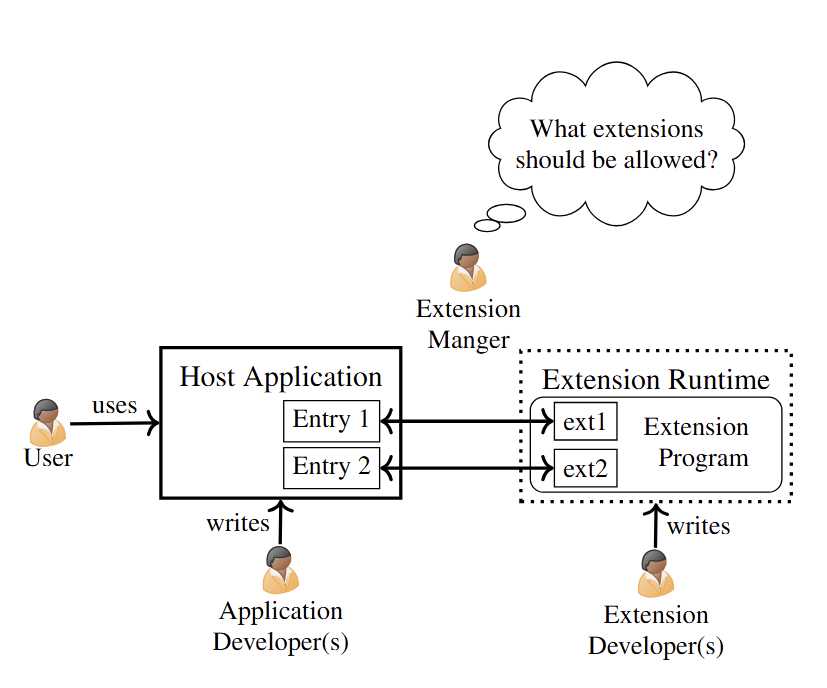 What extensions
should be allowed?
Extension
Manger
Host Application
Extension Runtime
uses
Entry 1
ext1
Extension
Program
User
Entry 2
ext2
writes
writes
Application
Developer(s)
Extension
Developer(s)